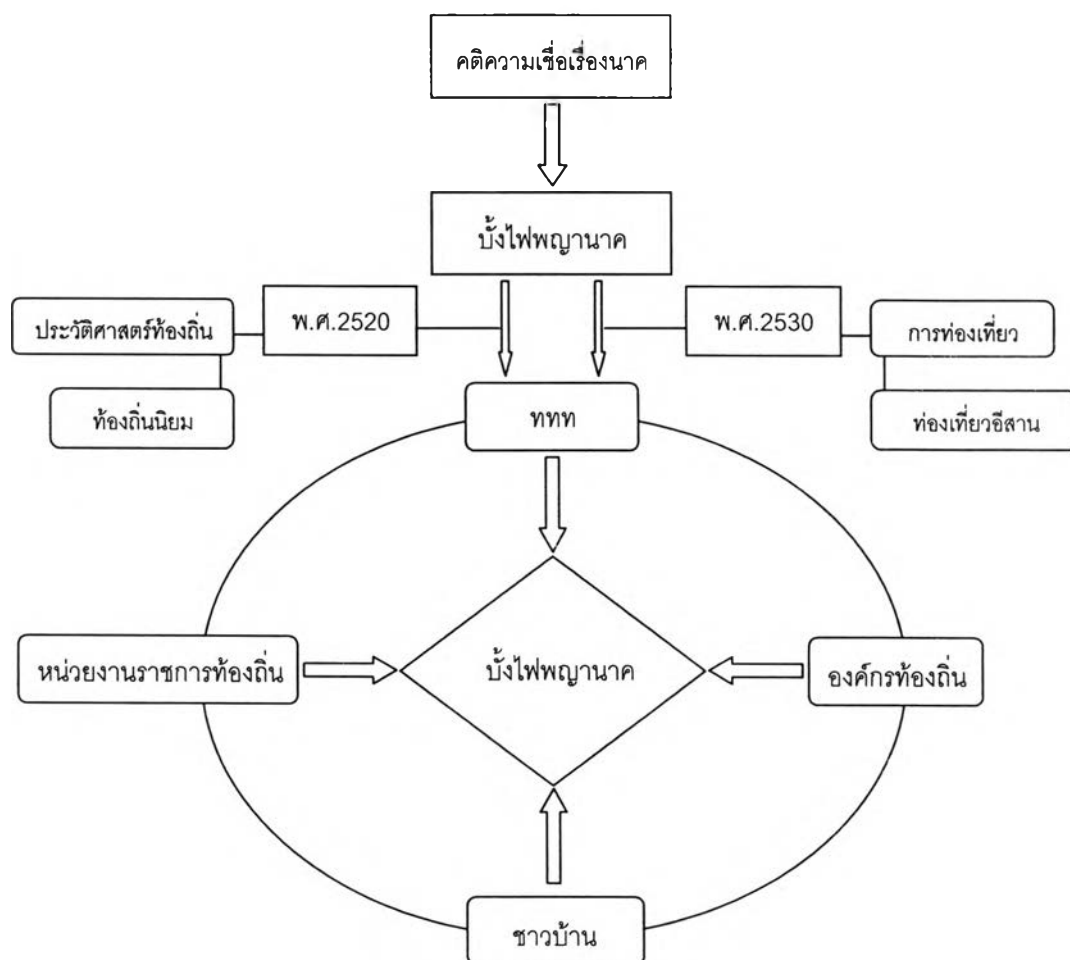 คติความเชื่อเรื่องนาค
บั้งไฟพญานาค
ประวัติศาสตร์ท้องถิ่น
พ.ศ.2520
พ.ศ.2530
การท่องเที่ยว
ท้องถิ่นนิยม
ททท
ท่องเที่ยวอีสาน
หน่วยงานราชการท้องถิ่น
บั้งไฟพญานาค
องค์กรท้องถิ่น
ชาวบ้าน